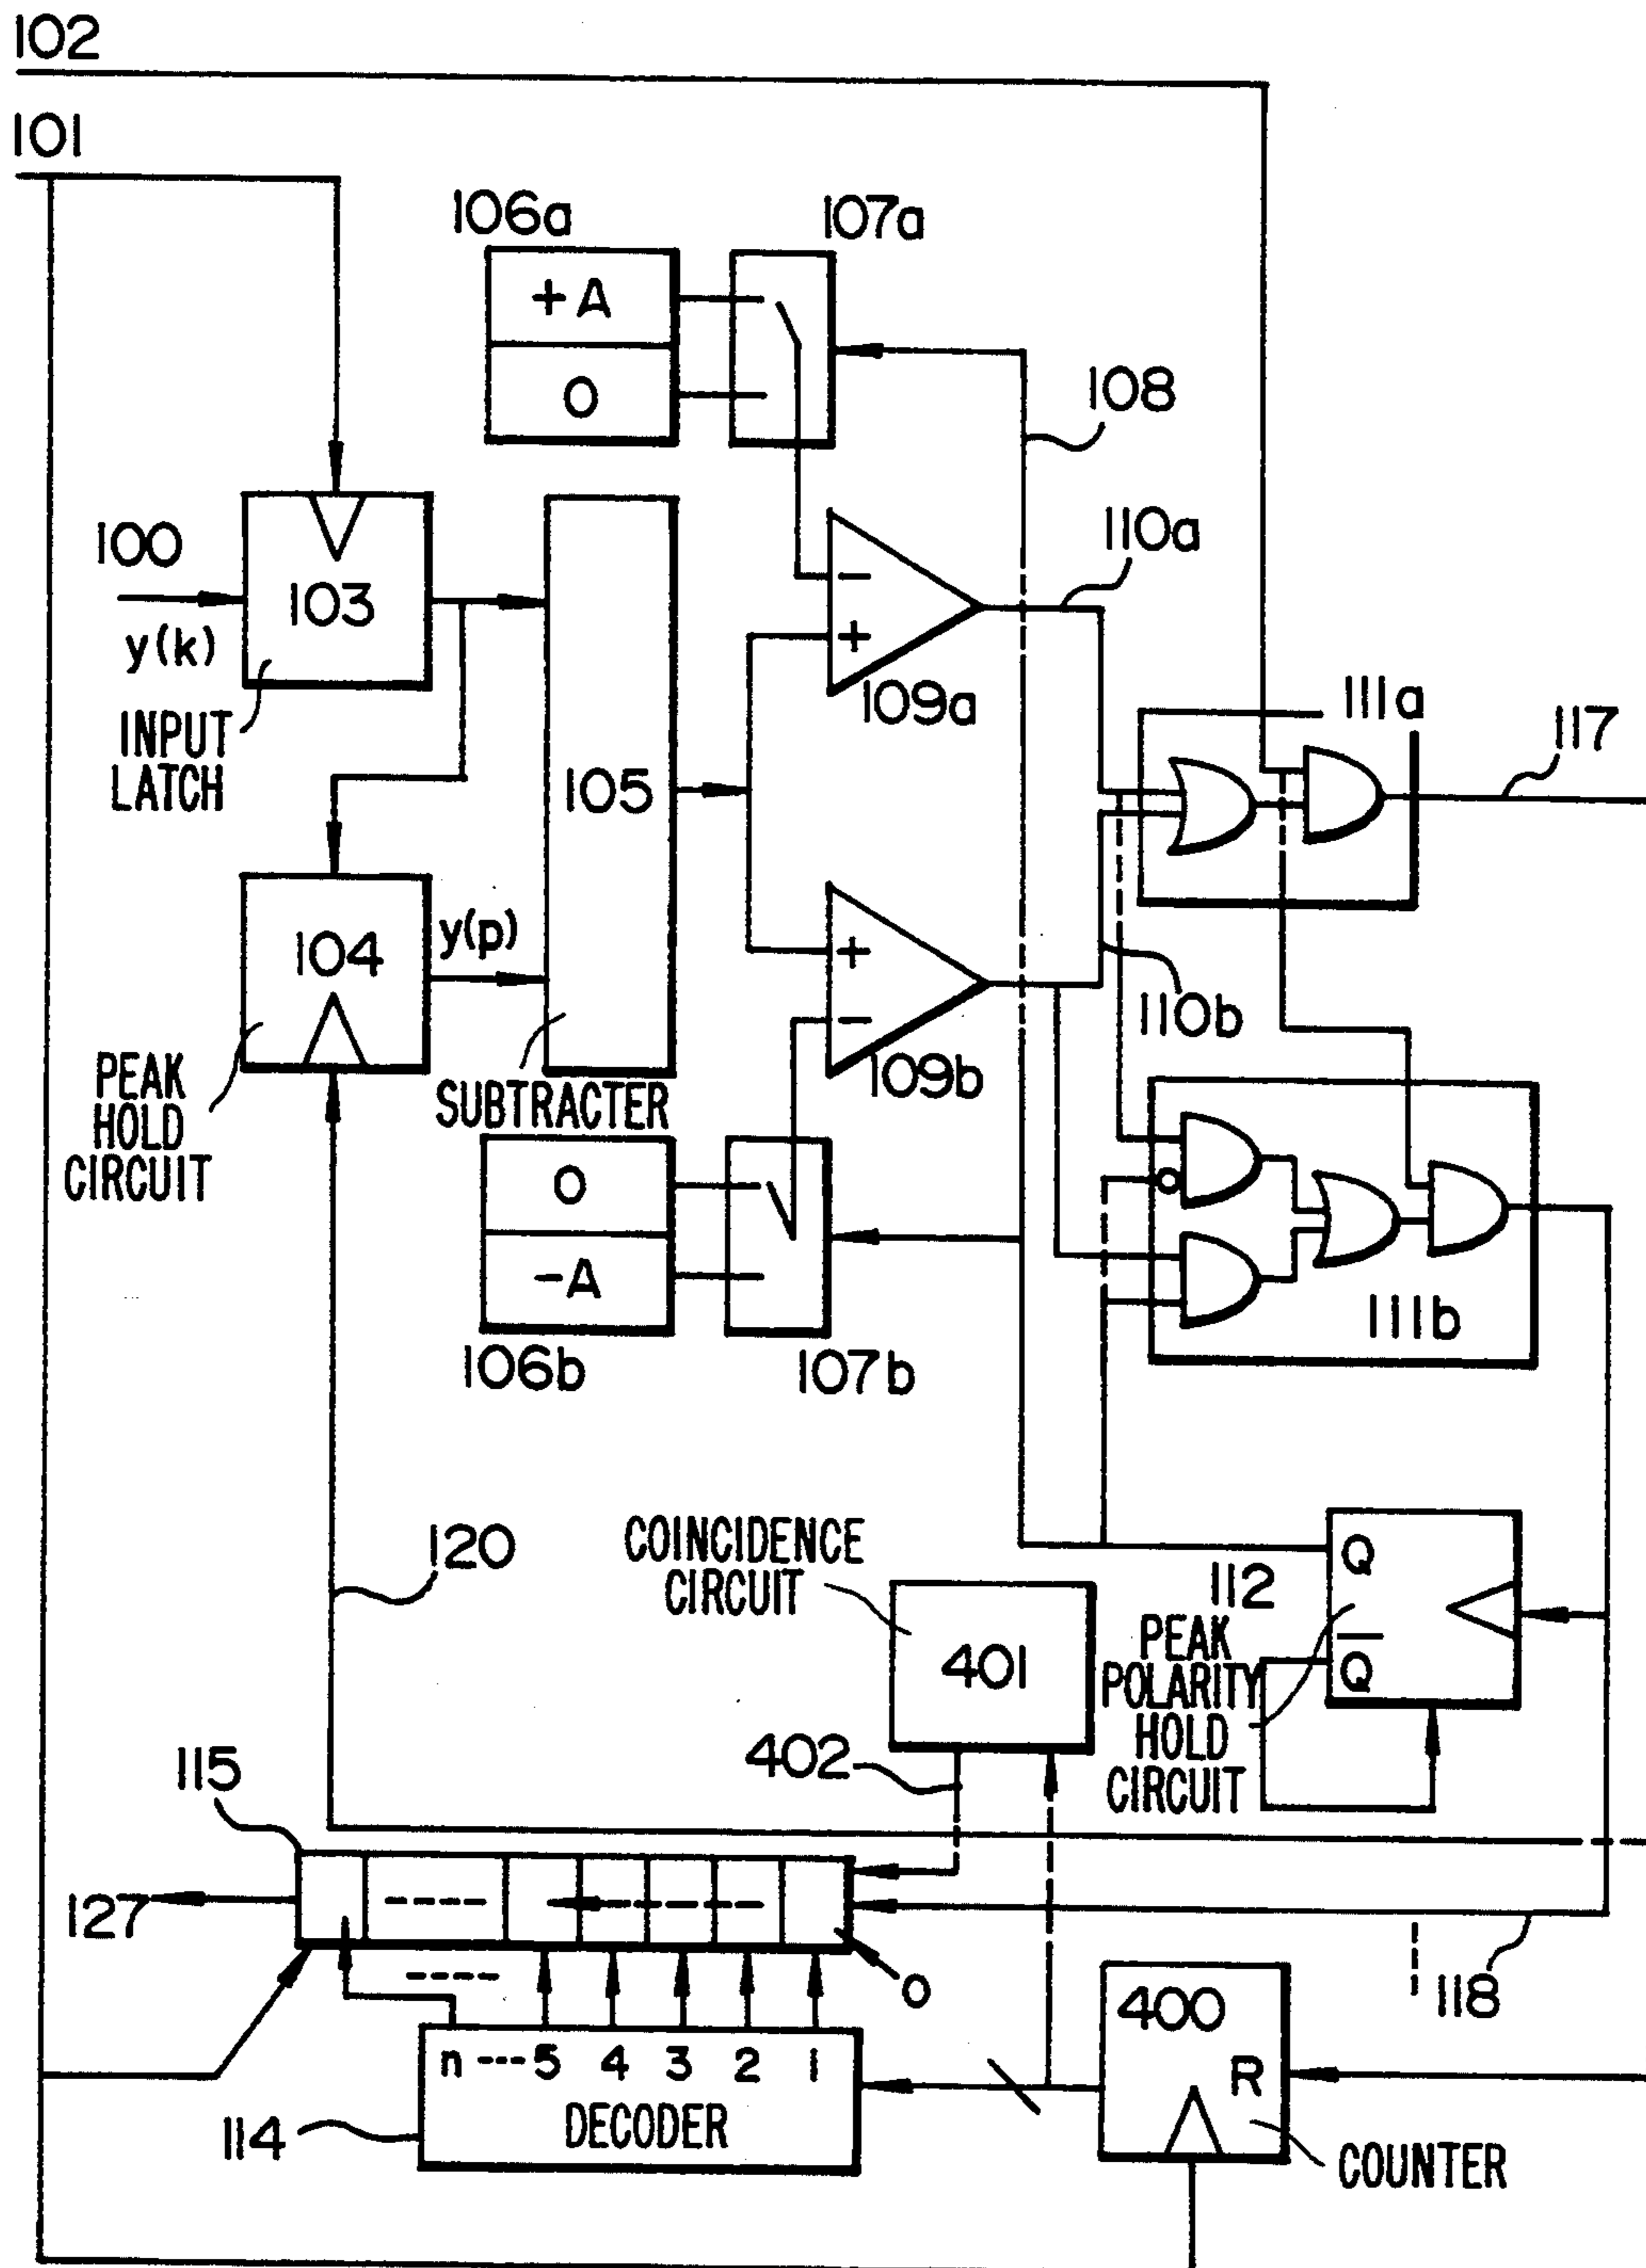 102
101
106a
107a
+A
0
108
100
110a
103
y(k)
109a
111a
117
INPUT
LATCH
105
104
y(p)
110b
109b
PEAK
HOLD
CIRCUIT
SUBTRACTER
0
-A
111b
106b
107b
120
COINCIDENCE
CIRCUIT
112
Q
PEAK
POLARITY
HOLD
CIRCUIT
Q
401
402
115
127
0
118
400
R
n ---5 4 3 2 1
DECODER
114
COUNTER
- +
+ -